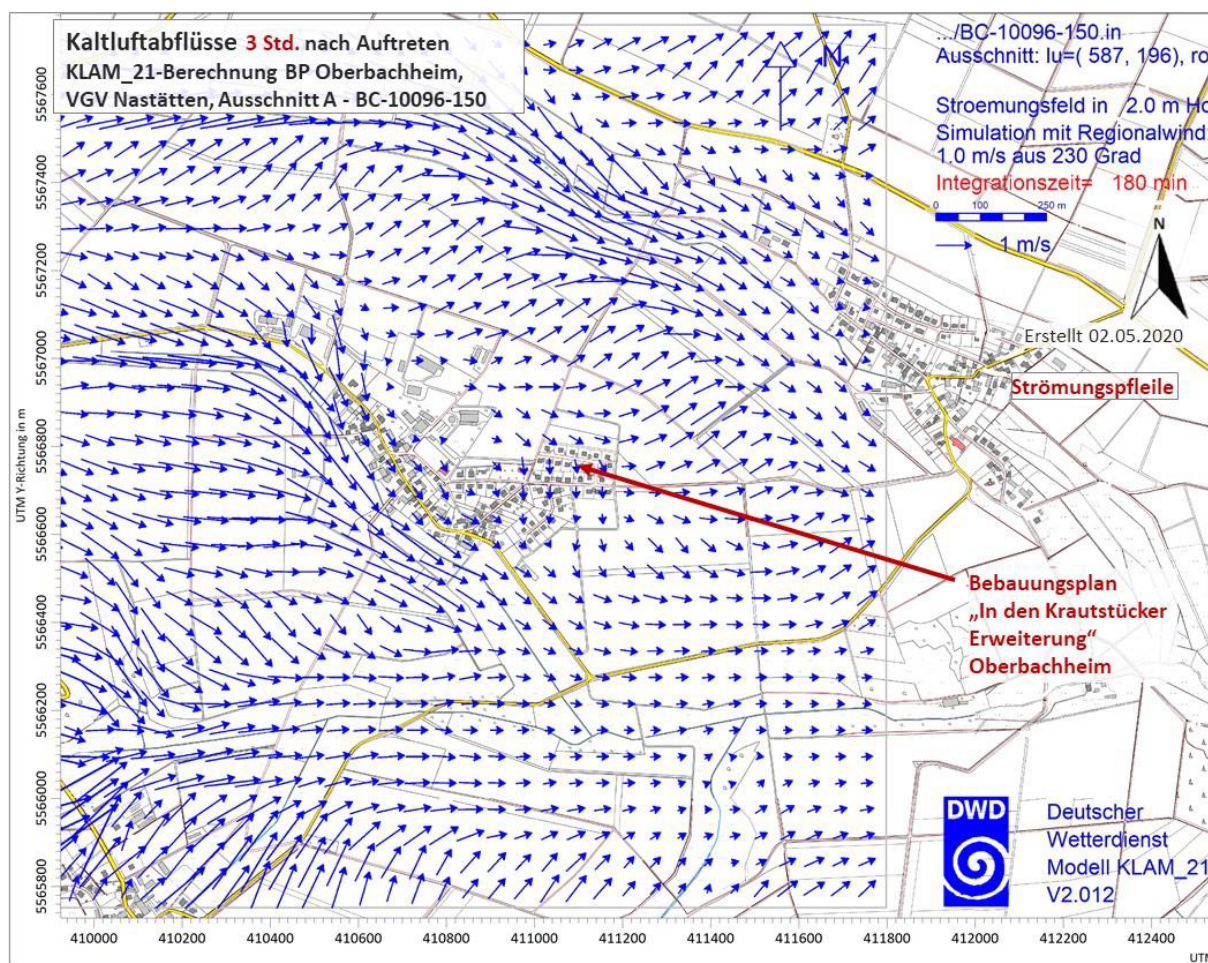 Kaltluftabflüsse 3 Std. nach Auftreten
KLAM_21-Berechnung BP Oberbachheim,
VGV Nastätten, Ausschnitt A - BC-10096-150
.../BC-10096-150.in
Ausschnitt: lu=( 587, 196), ro
Stroemungsfeld in 2.0 m Ho
Simulation mit Regionalwind:
1.0 m/s aus 230 Grad
Integrationszeit= 180 min
0 100 250 m
1 m/s
N
N
Erstellt 02.05.2020
Strömungspfleile
Bebauungsplan
„In den Krautstücker
Erweiterung“
Oberbachheim
DWD
Deutscher
Wetterdienst
Modell KLAM_21
V2.012
UTM Y-Richtung in m
5567600
5567400
5567200
5567000
5566800
5566600
5566400
5566200
5566000
5565800
410000 410200 410400 410600 410800 411000 411200 411400 411600 411800 412000 412200 412400
UTM